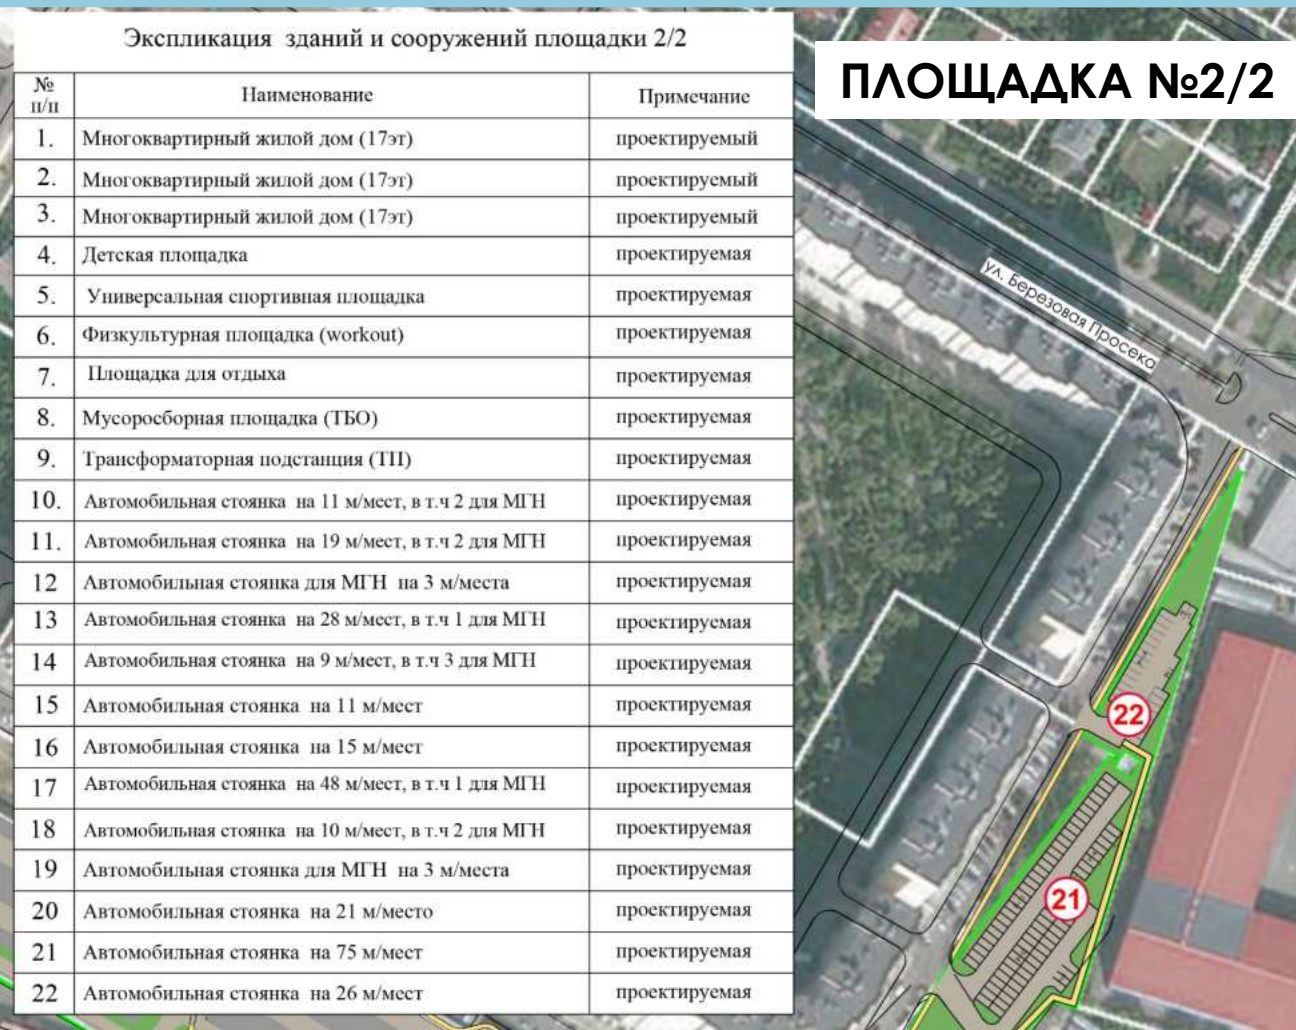 Экспликация зданий и сооружений площадки 2/2
ПЛОЩАДКА №2/2
№ п/п Наименование Примечание
1. Многоквартирный жилой дом (17эт) проектируемый
2. Многоквартирный жилой дом (17эт) проектируемый
3. Многоквартирный жилой дом (17эт) проектируемый
4. Детская площадка проектируемая
5. Универсальная спортивная площадка проектируемая
6. Физкультурная площадка (workout) проектируемая
7. Площадка для отдыха проектируемая
8. Мусоросборная площадка (ТБО) проектируемая
9. Трансформаторная подстанция (ТП) проектируемая
10. Автомобильная стоянка на 11 м/мест, в т.ч 2 для МГН проектируемая
11. Автомобильная стоянка на 19 м/мест, в т.ч 2 для МГН проектируемая
12 Автомобильная стоянка для МГН на 3 м/места проектируемая
13 Автомобильная стоянка на 28 м/мест, в т.ч 1 для МГН проектируемая
14 Автомобильная стоянка на 9 м/мест, в т.ч 3 для МГН проектируемая
15 Автомобильная стоянка на 11 м/мест проектируемая
16 Автомобильная стоянка на 15 м/мест проектируемая
17 Автомобильная стоянка на 48 м/мест, в т.ч 1 для МГН проектируемая
18 Автомобильная стоянка на 10 м/мест, в т.ч 2 для МГН проектируемая
19 Автомобильная стоянка для МГН на 3 м/места проектируемая
20 Автомобильная стоянка на 21 м/место проектируемая
21 Автомобильная стоянка на 75 м/мест проектируемая
22 Автомобильная стоянка на 26 м/мест проектируемая
ул. Березовая Просека
22
21